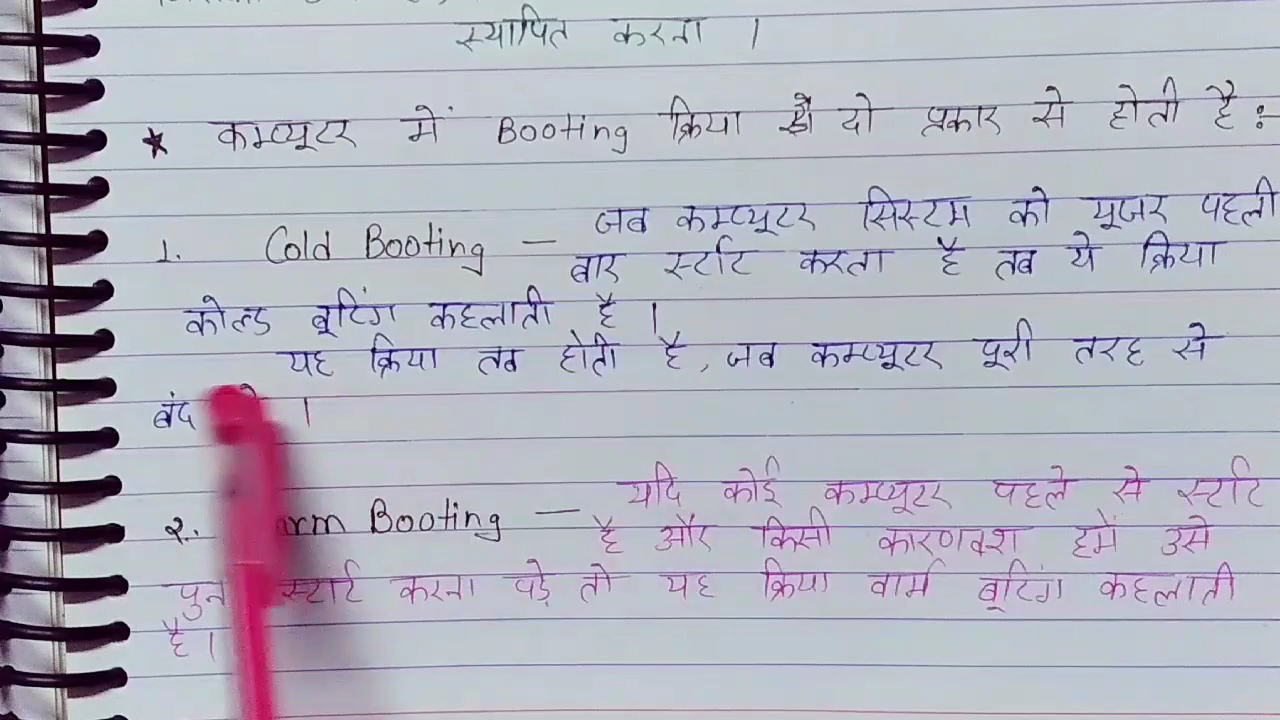 स्थापित करना ।
* कम्प्यूटर में Booting क्रिया दो प्रकार से होती है :-
1. Cold Booting — जब कम्प्यूटर सिस्टम को यूजर पहली
बार स्टार्ट करता है तब ये क्रिया
कोल्ड बूटिंग कहलाती है ।
यह क्रिया तब होती है , जब कम्प्यूटर पूरी तरह से
बंद ।
2. Booting — यदि कोई कम्प्यूटर पहले से स्टार्ट
है और किसी कारणवश हमें उसे
स्टार्ट करना पड़े तो यह क्रिया वार्म बूटिंग कहलाती
है ।